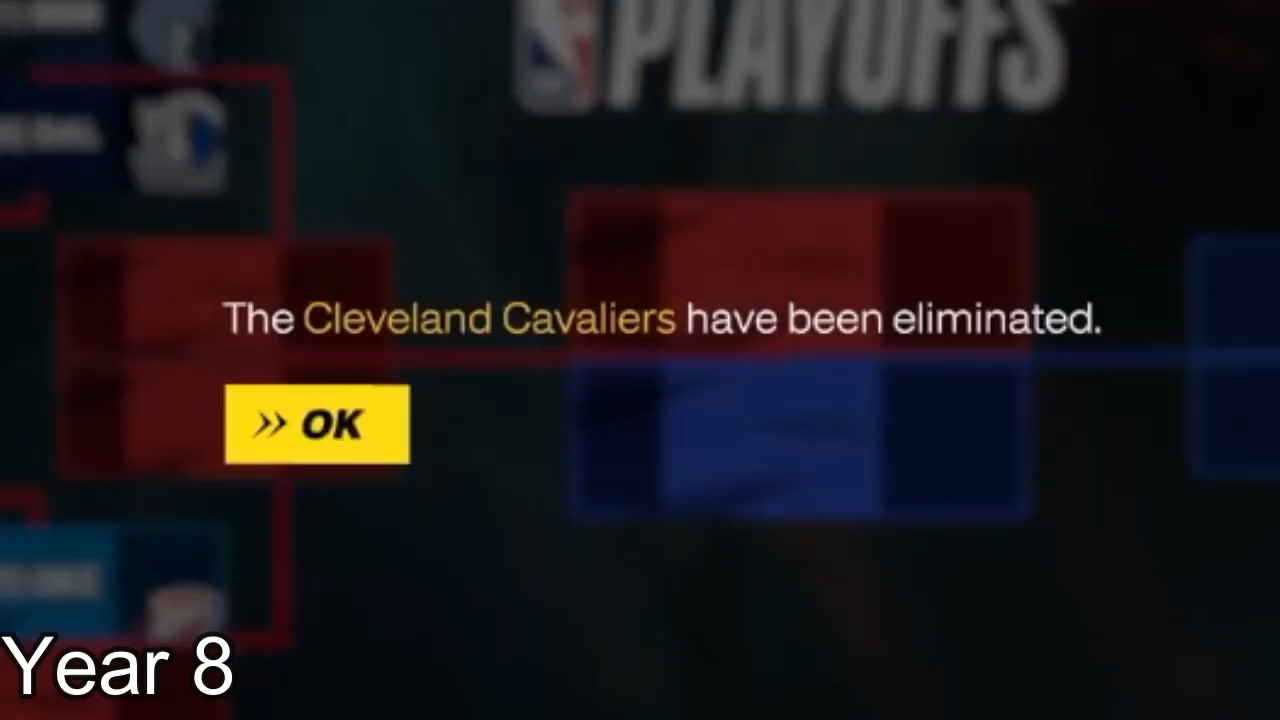 PLAYOFFS
The Cleveland Cavaliers have been eliminated.
OK
Year 8